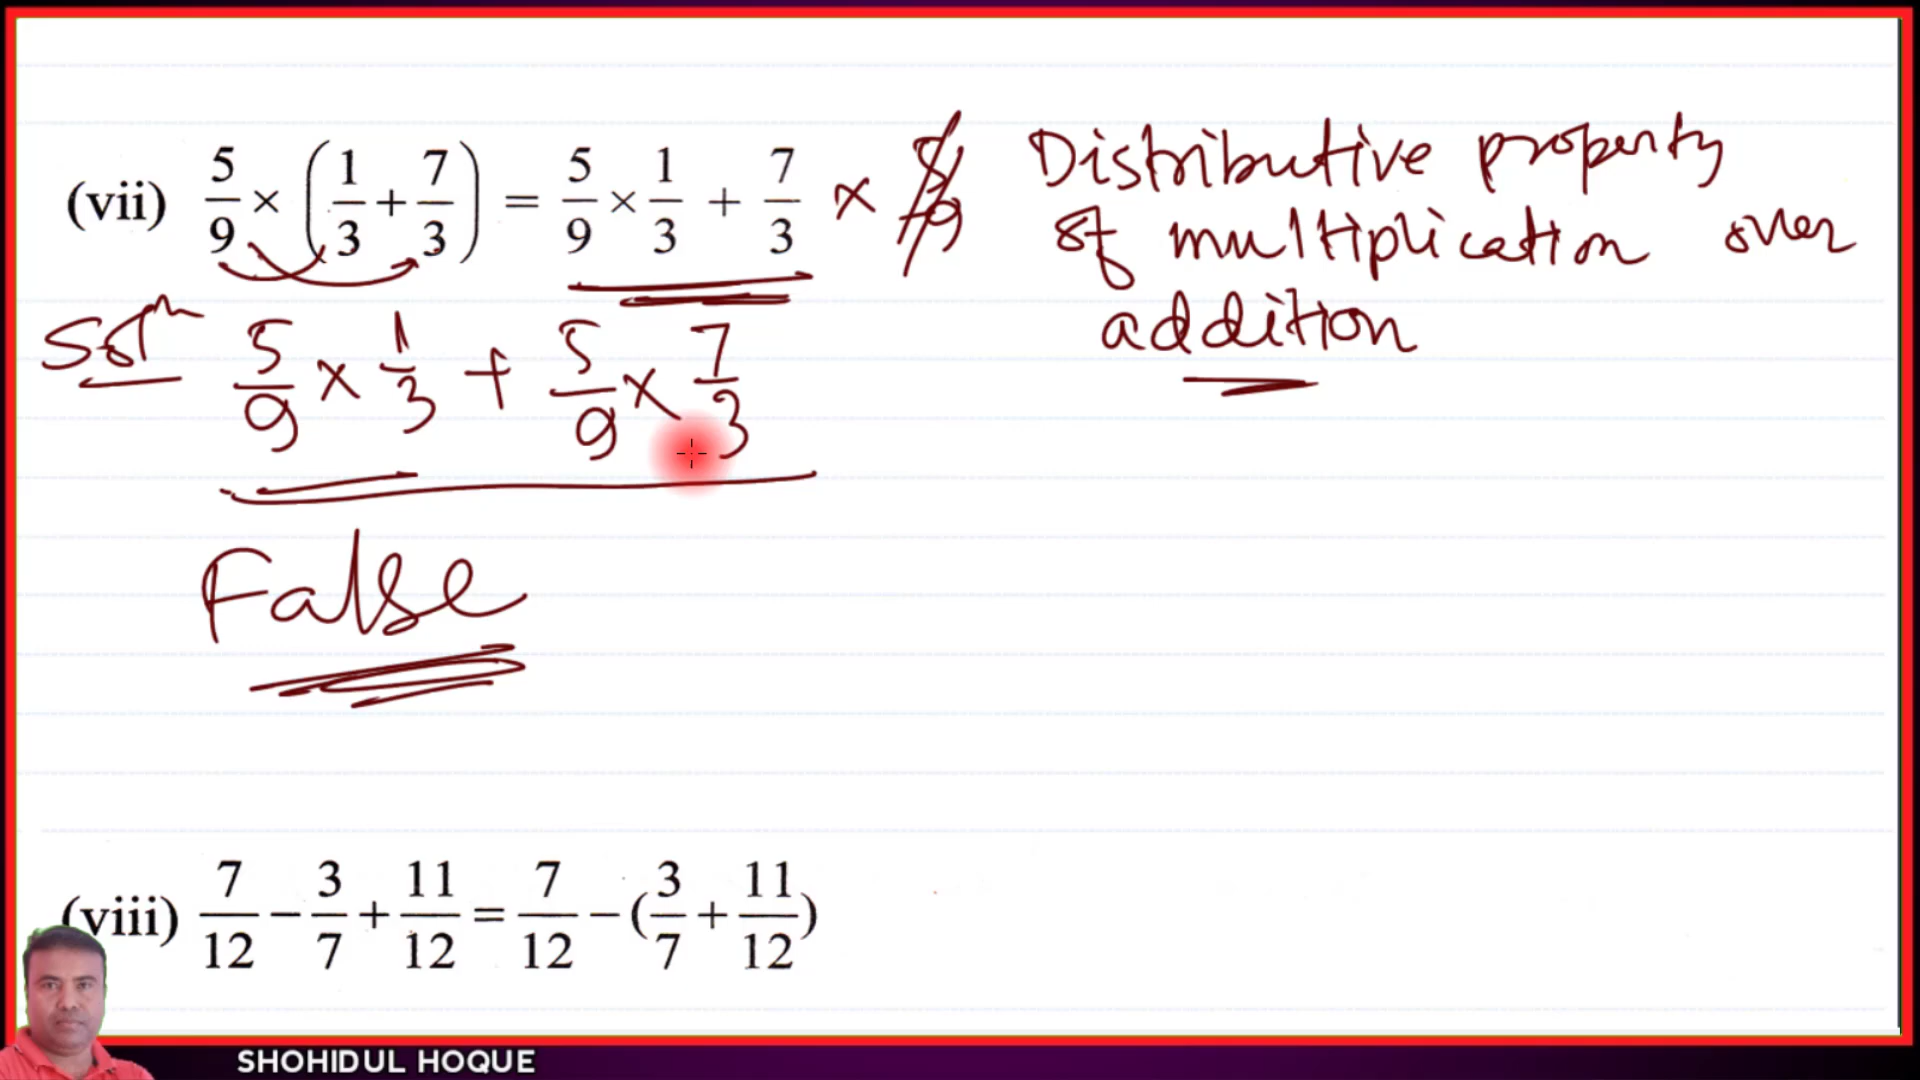 (vii) 5/9 × (1/3 + 7/3) = 5/9 × 1/3 + 7/3 × 5/9
Distributive property
of multiplication over
addition
Solⁿ 5/9 × 1/3 + 5/9 × 7/3
False
(viii) 7/12 − 3/7 + 11/12 = 7/12 − (3/7 + 11/12)
SHOHIDUL HOQUE